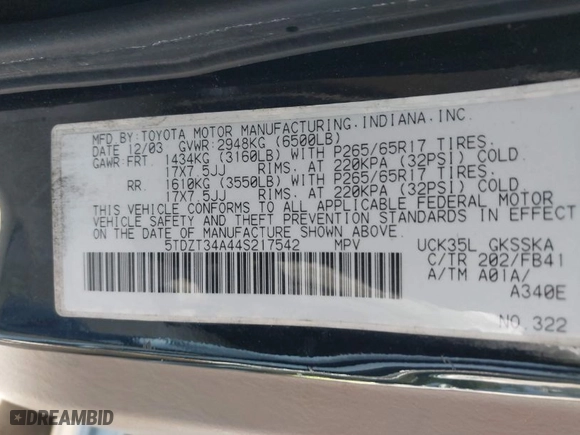 MFD. BY:TOYOTA MOTOR MANUFACTURING,INDIANA,INC.
DATE 12/03 GVWR:2948KG (6500LB)
GAWR:FRT. 1434KG (3160LB) WITH P265/65R17 TIRES.
17X7.5JJ RIMS. AT 220KPA (32PSI) COLD.
RR. 1610KG (3550LB) WITH P265/65R17 TIRES.
17X7.5JJ RIMS. AT 220KPA (32PSI) COLD.
THIS VEHICLE CONFORMS TO ALL APPLICABLE FEDERAL MOTOR
VEHICLE SAFETY AND THEFT PREVENTION STANDARDS IN EFFECT
ON THE DATE OF MANUFACTURE SHOWN ABOVE.
5TDZT34A44S217542 MPV UCK35L GKSSKA
C/TR 202/FB41
A/TM A01A/
A340E
NO. 322
DREAMBID